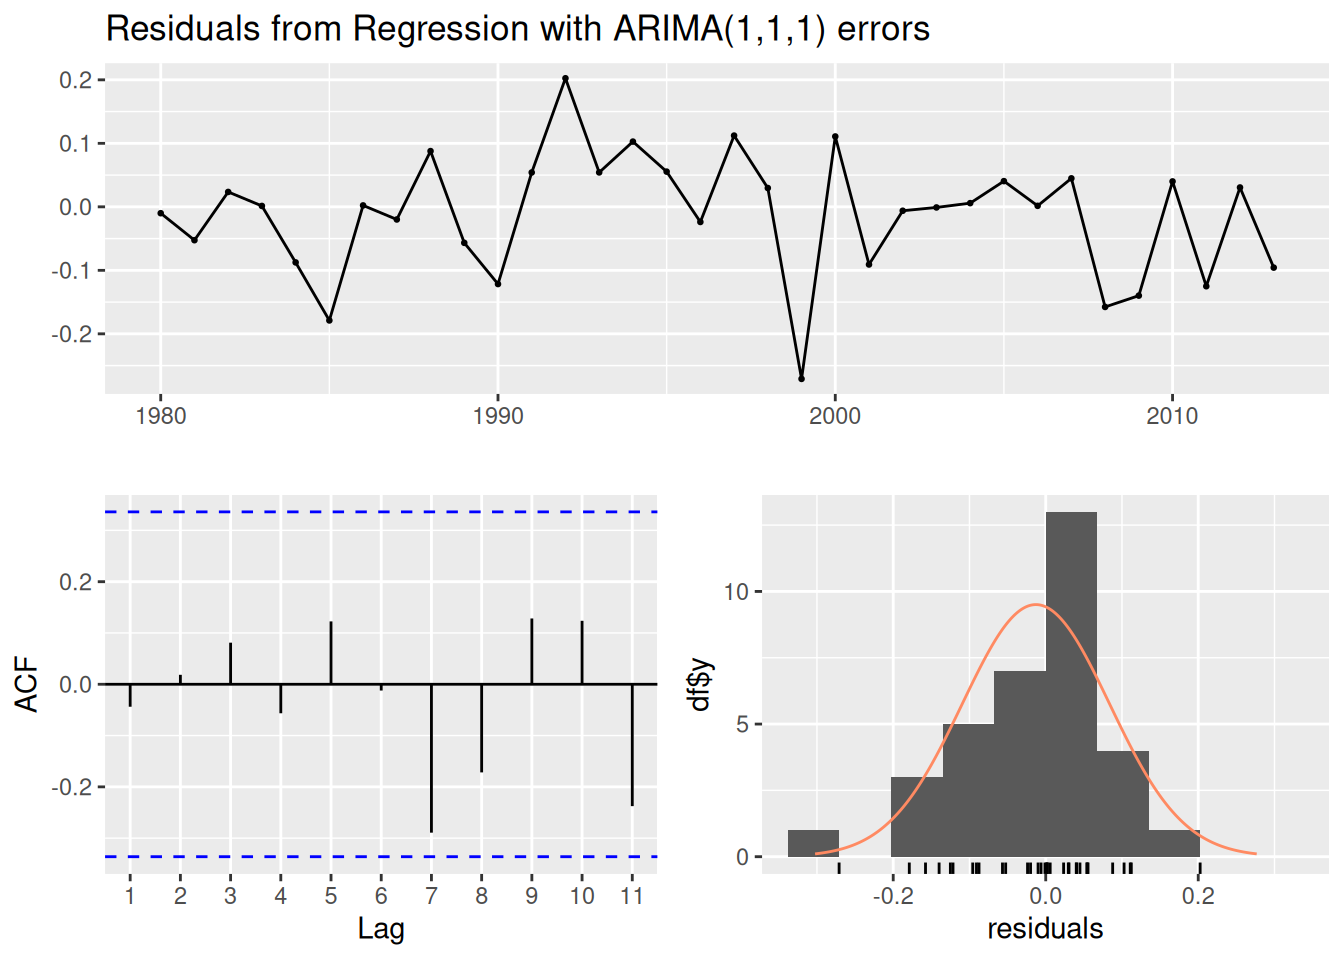 Residuals from Regression with ARIMA(1,1,1) errors
0.2
0.1
0.0
-0.1
-0.2
1980 1990 2000 2010
ACF
0.2
0.0
-0.2
1 2 3 4 5 6 7 8 9 10 11
Lag
df$y
10
5
0
-0.2 0.0 0.2
residuals